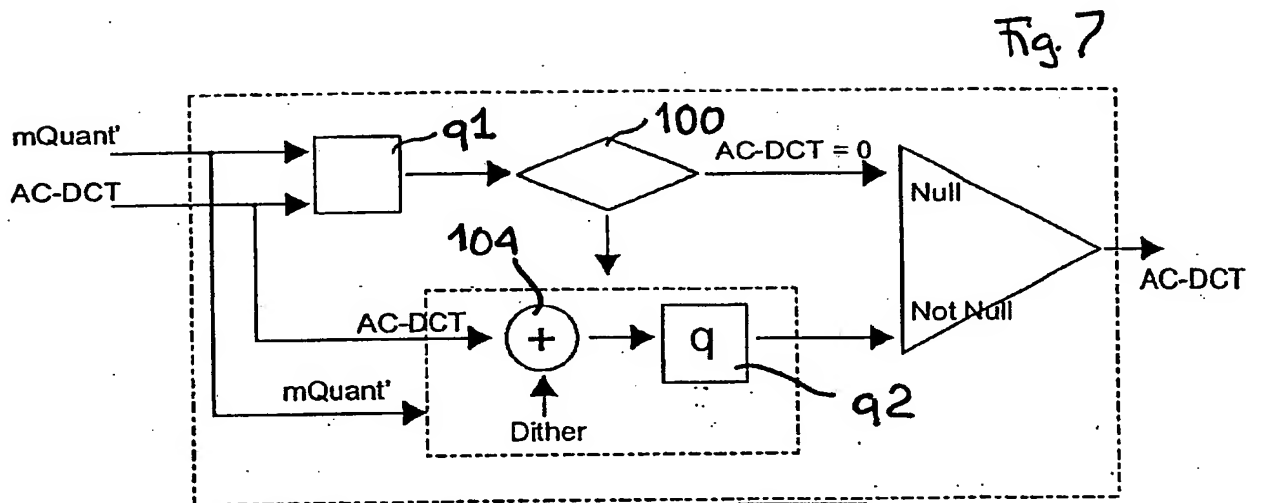 Fig. 7
mQuant'
q1
100
AC-DCT = 0
AC-DCT
Null
104
AC-DCT
Not Null
AC-DCT
+
q
mQuant'
Dither
q2